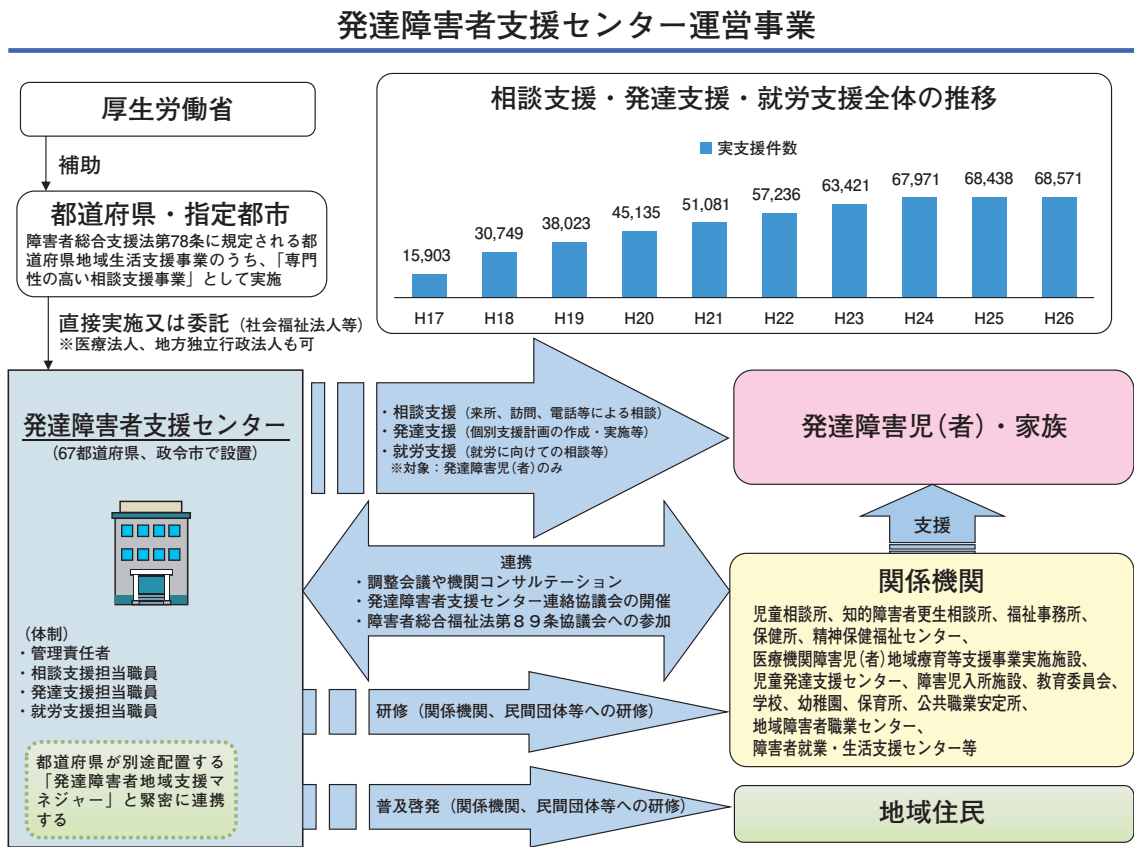 発達障害者支援センター運営事業
厚生労働省
補助
都道府県・指定都市
障害者総合支援法第78条に規定される都
道府県地域生活支援事業のうち、「専門
性の高い相談支援事業」として実施
直接実施又は委託（社会福祉法人等）
※医療法人、地方独立行政法人も可
相談支援・発達支援・就労支援全体の推移
実支援件数
15,903 30,749 38,023 45,135 51,081 57,236 63,421 67,971 68,438 68,571
H17 H18 H19 H20 H21 H22 H23 H24 H25 H26
発達障害者支援センター
（67都道府県、政令市で設置）
（体制）
・管理責任者
・相談支援担当職員
・発達支援担当職員
・就労支援担当職員
都道府県が別途配置する
「発達障害者地域支援マ
ネジャー」と緊密に連携
する
・相談支援（来所、訪問、電話等による相談）
・発達支援（個別支援計画の作成・実施等）
・就労支援（就労に向けての相談等）
※対象：発達障害児（者）のみ
発達障害児（者）・家族
支援
連携
・調整会議や機関コンサルテーション
・発達障害者支援センター連絡協議会の開催
・障害者総合福祉法第８９条協議会への参加
関係機関
児童相談所、知的障害者更生相談所、福祉事務所、
保健所、精神保健福祉センター、
医療機関障害児（者）地域療育等支援事業実施施設、
児童発達支援センター、障害児入所施設、教育委員会、
学校、幼稚園、保育所、公共職業安定所、
地域障害者職業センター、
障害者就業・生活支援センター等
研修（関係機関、民間団体等への研修）
普及啓発（関係機関、民間団体等への研修）
地域住民